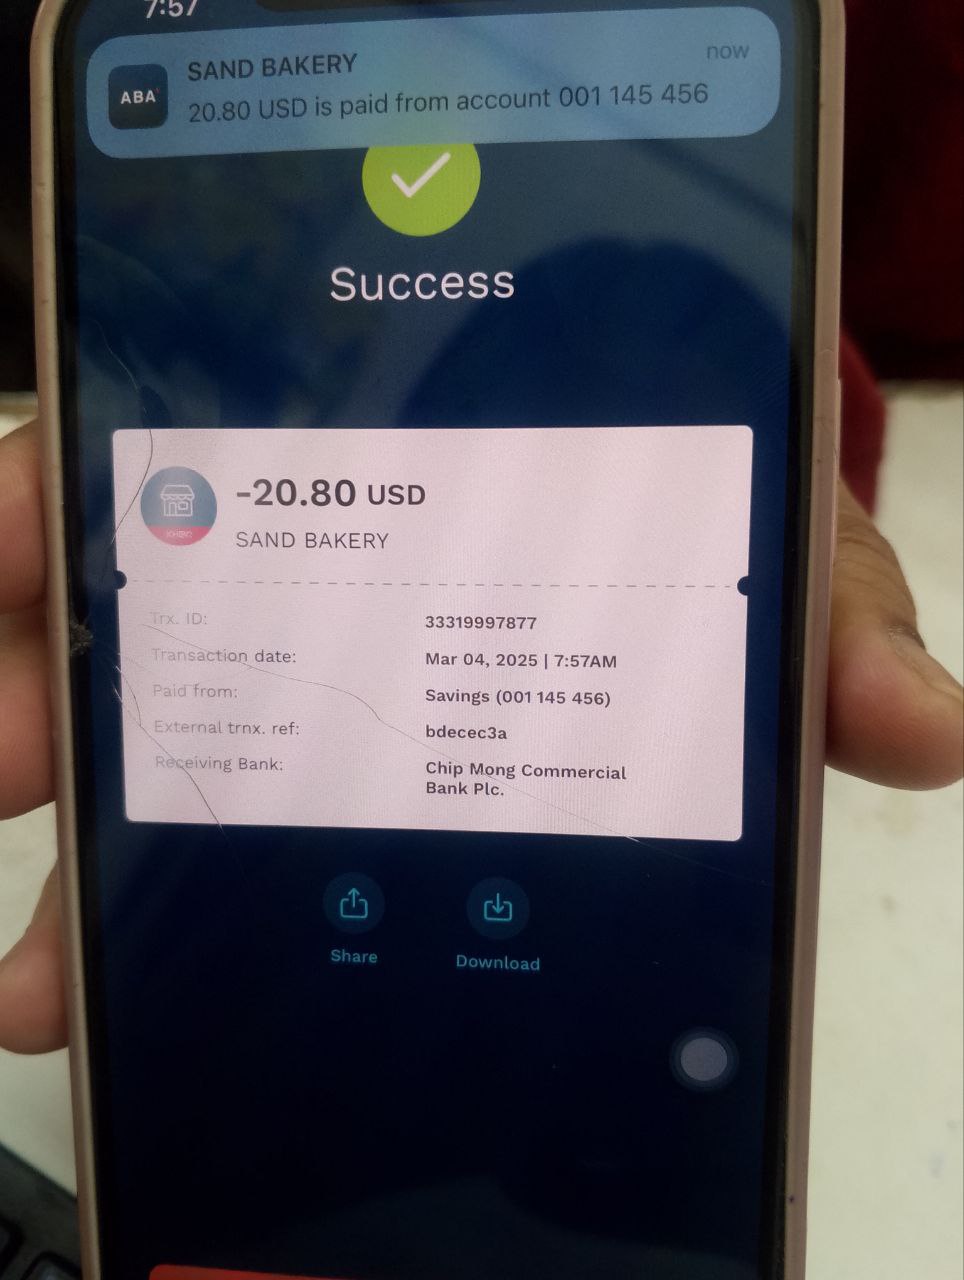 7:57
SAND BAKERY
now
ABA'
20.80 USD is paid from account 001 145 456
Success
-20.80 USD
KHQR
SAND BAKERY
Trx. ID: 33319997877
Transaction date: Mar 04, 2025 | 7:57AM
Paid from: Savings (001 145 456)
External trnx. ref: bdecec3a
Receiving Bank: Chip Mong Commercial
Bank Plc.
Share
Download